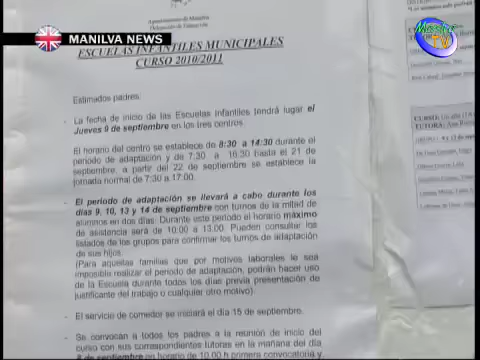 MANILVA NEWS
Manilva
TV
Ayuntamiento de Manilva
ESCUELAS INFANTILES MUNICIPALES
CURSO 2010/2011
Estimados padres:
- La fecha de inicio de las Escuelas Infantiles tendrá lugar el
Jueves 9 de septiembre en los tres centros.
El horario del centro se establece de 8:30 a 14:30 durante el
periodo de adaptación y de 7:30 a 16:30 hasta el 21 de
septiembre, a partir del 22 de septiembre se establece la
jornada normal de 7:30 a 17:00.
- El periodo de adaptación se llevará a cabo durante los
días 9, 10, 13 y 14 de septiembre con turnos de la mitad de
alumnos en dos días. Durante este periodo el horario máximo
de asistencia será de 10:00 a 13:00. Pueden consultar los
listados de los grupos para confirmar los turnos de adaptación
de sus hijos.
(Para aquellas familias que por motivos laborales le sea
imposible realizar el periodo de adaptación, podrán hacer uso
de la Escuela durante todos los días previa presentación de
justificante del trabajo o cualquier otro motivo).
- El servicio de comedor se iniciará el día 15 de septiembre.
- Se convocan a todos los padres a la reunión de inicio del
curso con sus correspondientes tutoras en la mañana del día
8 de septiembre en horario de 10.00 h primera convocatoria y